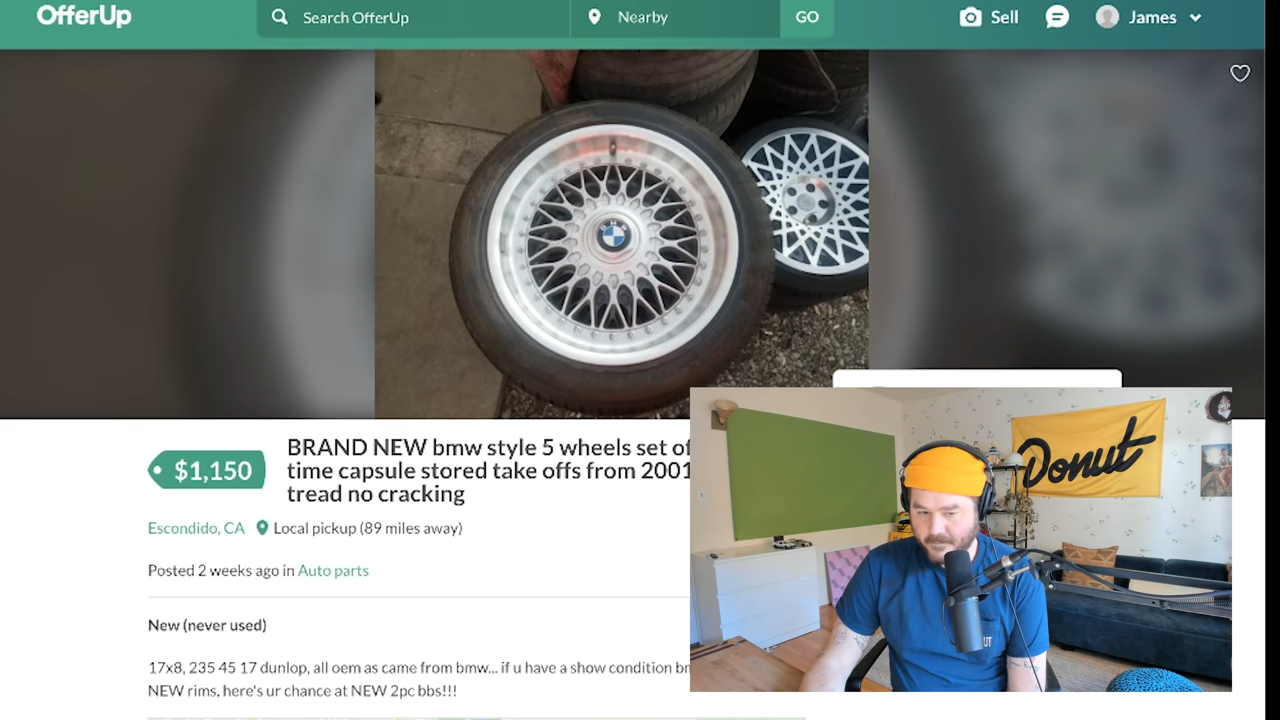 OfferUp
Search OfferUp
Nearby
GO
Sell
James
$1,150
BRAND NEW bmw style 5 wheels set of
time capsule stored take offs from 2001
tread no cracking
Escondido, CA
Local pickup (89 miles away)
Posted 2 weeks ago in Auto parts
New (never used)
17x8, 235 45 17 dunlop, all oem as came from bmw... if u have a show condition
NEW rims, here's ur chance at NEW 2pc bbs!!!
Donut